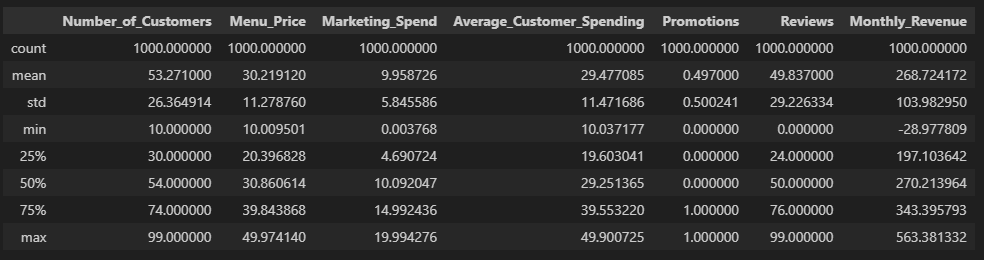 Number_of_Customers Menu_Price Marketing_Spend Average_Customer_Spending Promotions Reviews Monthly_Revenue
count 1000.000000 1000.000000 1000.000000 1000.000000 1000.000000 1000.000000 1000.000000
mean 53.271000 30.219120 9.958726 29.477085 0.497000 49.837000 268.724172
std 26.364914 11.278760 5.845586 11.471686 0.500241 29.226334 103.982950
min 10.000000 10.009501 0.003768 10.037177 0.000000 0.000000 -28.977809
25% 30.000000 20.396828 4.690724 19.603041 0.000000 24.000000 197.103642
50% 54.000000 30.860614 10.092047 29.251365 0.000000 50.000000 270.213964
75% 74.000000 39.843868 14.992436 39.553220 1.000000 76.000000 343.395793
max 99.000000 49.974140 19.994276 49.900725 1.000000 99.000000 563.381332